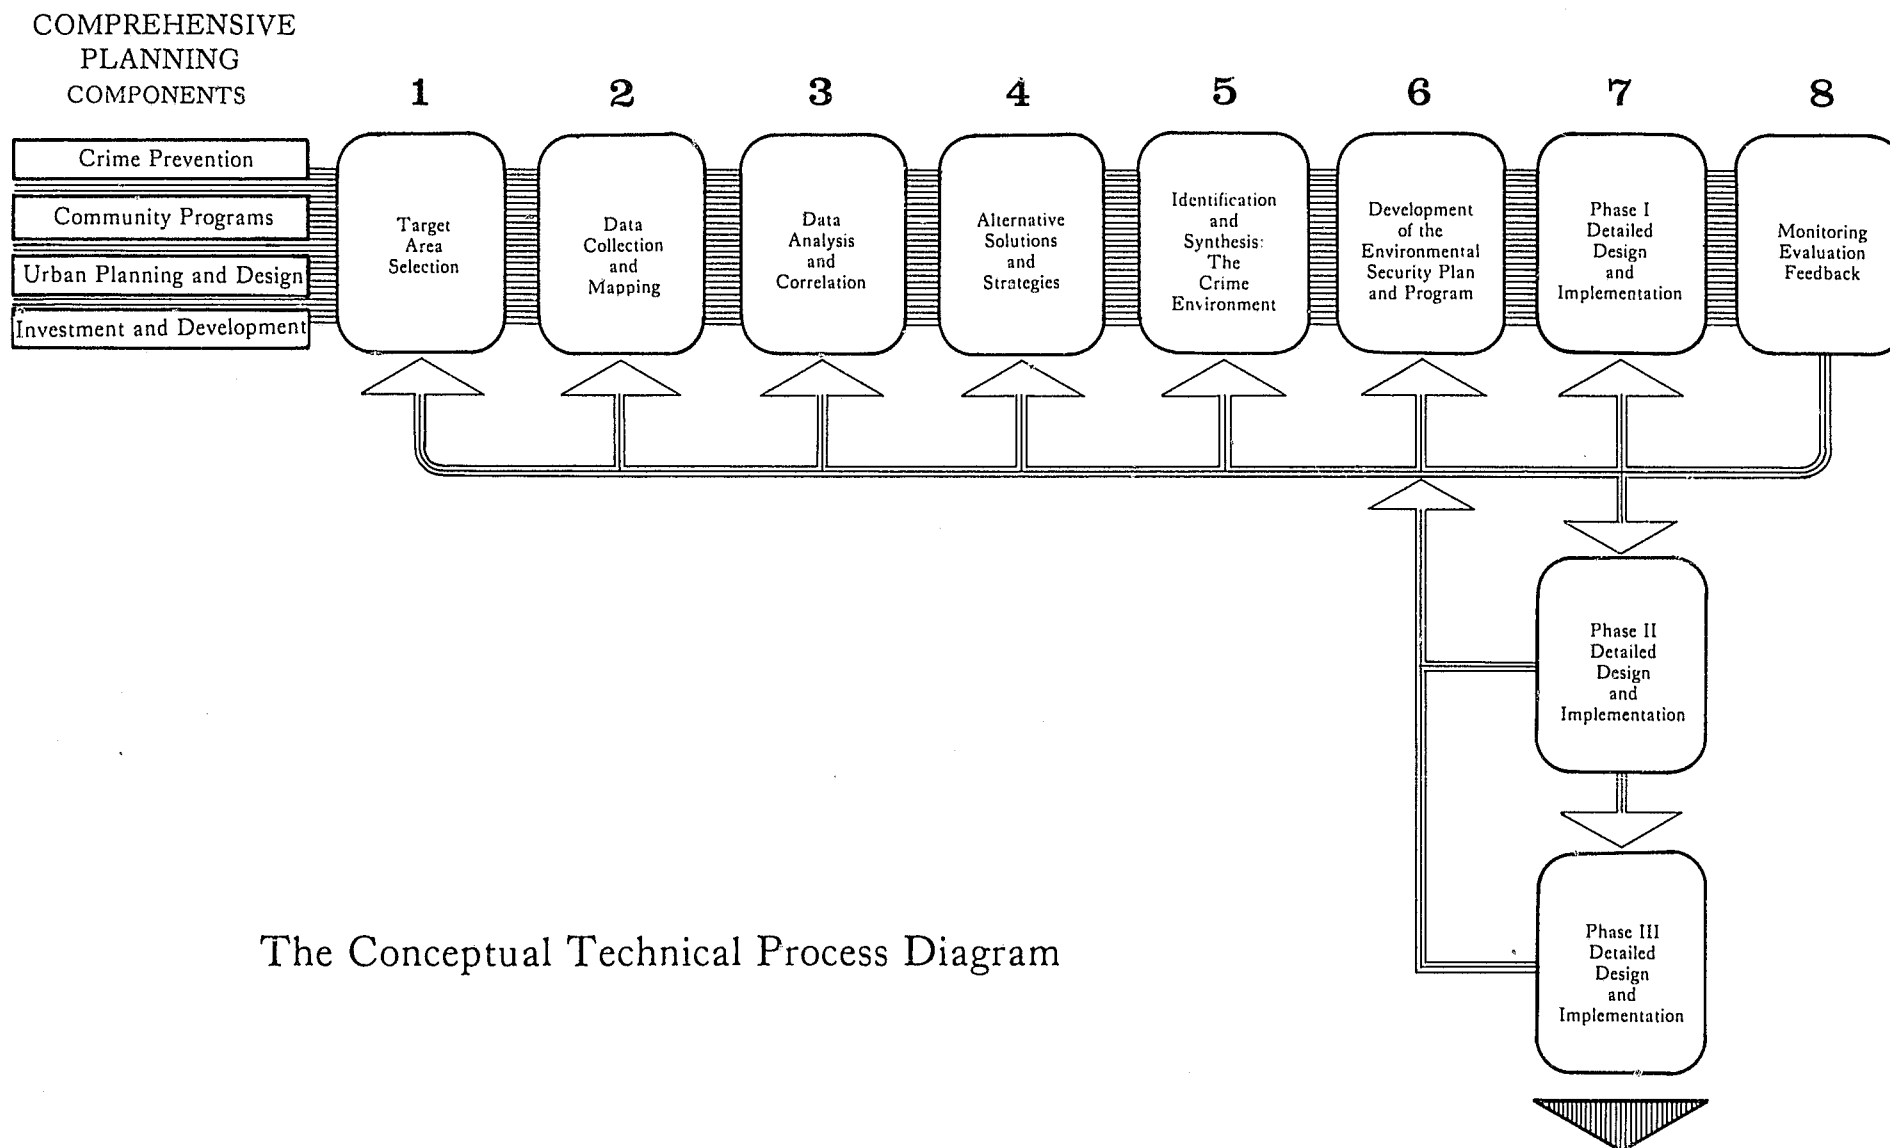 COMPREHENSIVE
PLANNING
COMPONENTS
1
2
3
4
5
6
7
8
Crime Prevention
Community Programs
Urban Planning and Design
Investment and Development
Target
Area
Selection
Data
Collection
and
Mapping
Data
Analysis
and
Correlation
Alternative
Solutions
and
Strategies
Identification
and
Synthesis:
The
Crime
Environment
Development
of the
Environmental
Security Plan
and Program
Phase I
Detailed
Design
and
Implementation
Monitoring
Evaluation
Feedback
Phase II
Detailed
Design
and
Implementation
Phase III
Detailed
Design
and
Implementation
The Conceptual Technical Process Diagram